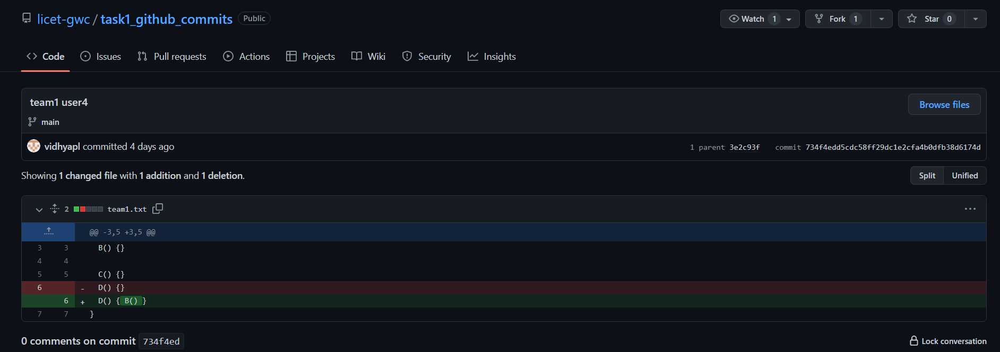 licet-gwc / task1_github_commits Public Watch 1 Fork 1 Star 0
Code Issues Pull requests Actions Projects Wiki Security Insights
team1 user4
Browse files
main
vidhyapl committed 4 days ago 1 parent 3e2c93f commit 734f4edd5cdc58ff29dc1e2cfa4b0dfb38d6174d
Showing 1 changed file with 1 addition and 1 deletion.
Split Unified
2 team1.txt
@@ -3,5 +3,5 @@
3 3 B() {}
4 4
5 5 C() {}
6 - D() {}
6 + D() { B() }
7 7 }
0 comments on commit 734f4ed Lock conversation